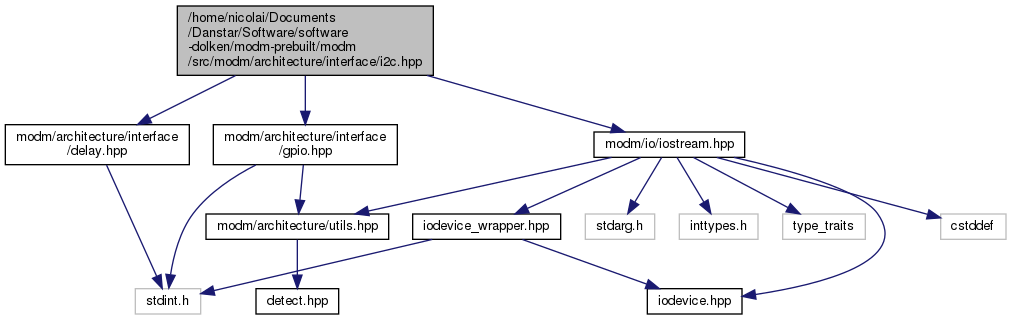 /home/nicolai/Documents
/Danstar/Software/software
-dolken/modm-prebuilt/modm
/src/modm/architecture/interface/i2c.hpp
modm/architecture/interface
/delay.hpp
modm/architecture/interface
/gpio.hpp
modm/io/iostream.hpp
modm/architecture/utils.hpp
iodevice_wrapper.hpp
stdarg.h
inttypes.h
type_traits
cstddef
stdint.h
detect.hpp
iodevice.hpp